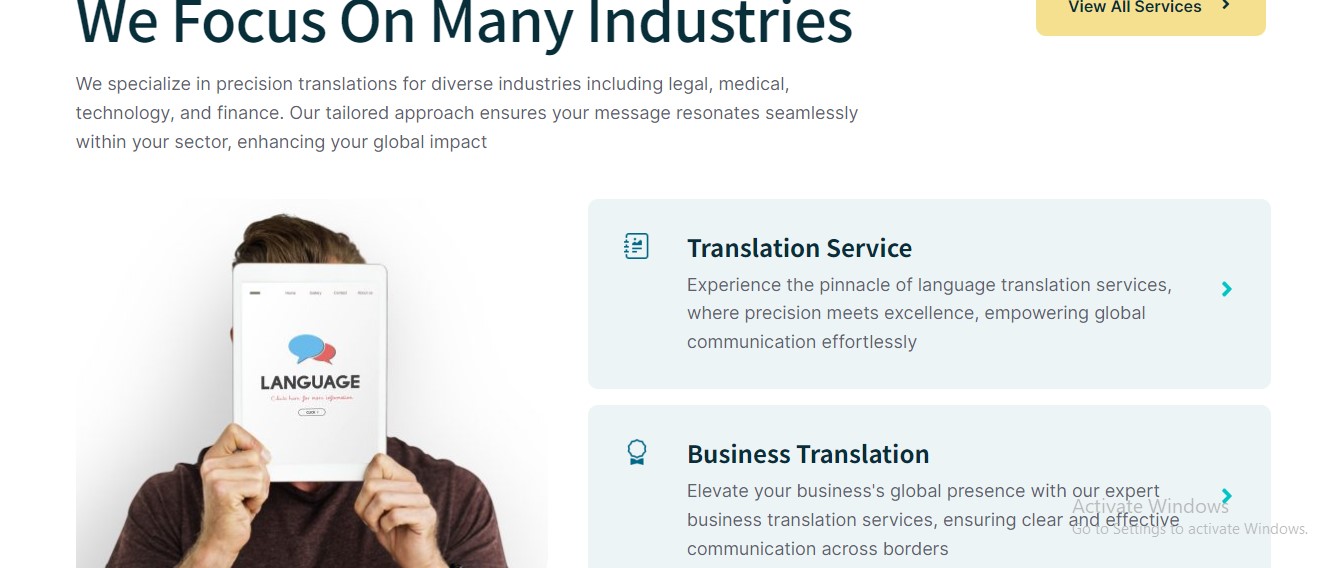 We Focus On Many Industries
View All Services
We specialize in precision translations for diverse industries including legal, medical,
technology, and finance. Our tailored approach ensures your message resonates seamlessly
within your sector, enhancing your global impact
Home Gallery Contact About us
LANGUAGE
Click here for more information
CLICK >
Translation Service
Experience the pinnacle of language translation services,
where precision meets excellence, empowering global
communication effortlessly
Business Translation
Elevate your business's global presence with our expert
business translation services, ensuring clear and effective
communication across borders
Activate Windows
Go to Settings to activate Windows.